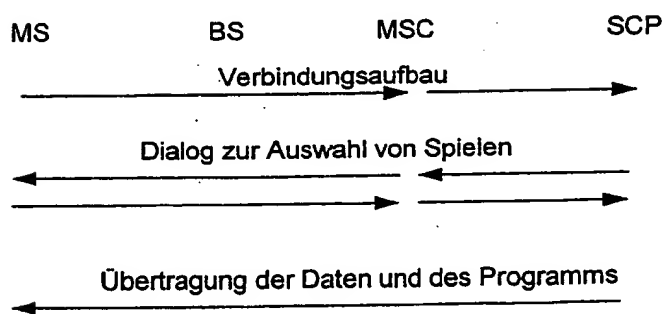 MS BS MSC SCP
Verbindungsaufbau
Dialog zur Auswahl von Spielen
Übertragung der Daten und des Programms